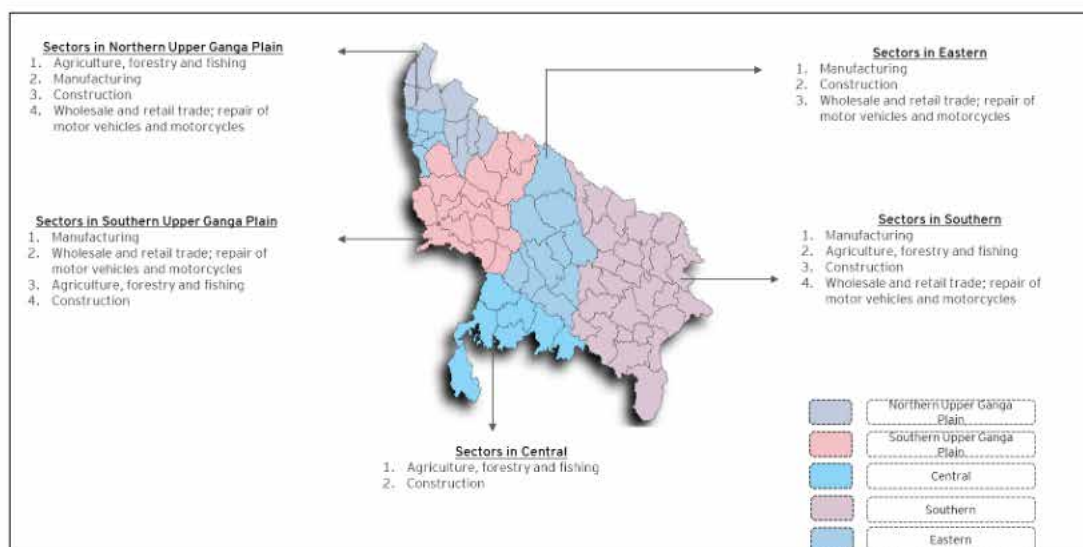 Sectors in Northern Upper Ganga Plain
1. Agriculture, forestry and fishing
2. Manufacturing
3. Construction
4. Wholesale and retail trade; repair of
motor vehicles and motorcycles
Sectors in Eastern
1. Manufacturing
2. Construction
3. Wholesale and retail trade; repair of
motor vehicles and motorcycles
Sectors in Southern Upper Ganga Plain
1. Manufacturing
2. Wholesale and retail trade; repair of
motor vehicles and motorcycles
3. Agriculture, forestry and fishing
4. Construction
Sectors in Southern
1. Manufacturing
2. Agriculture, forestry and fishing
3. Construction
4. Wholesale and retail trade; repair of
motor vehicles and motorcycles
Sectors in Central
1. Agriculture, forestry and fishing
2. Construction
Northern Upper Ganga
Plain
Southern Upper Ganga
Plain
Central
Southern
Eastern